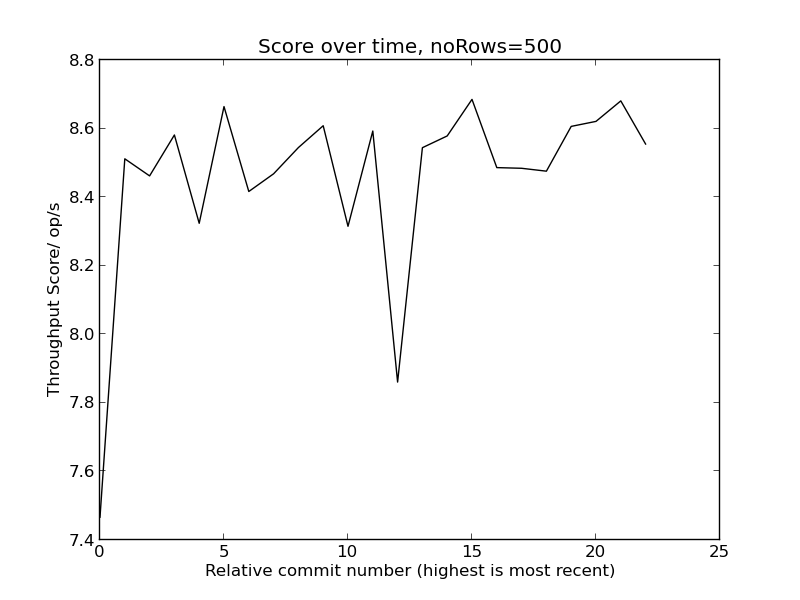 Score over time, noRows=500
8.8
8.6
8.4
8.2
8.0
7.8
7.6
7.4
Throughput Score/ op/s
0 5 10 15 20 25
Relative commit number (highest is most recent)